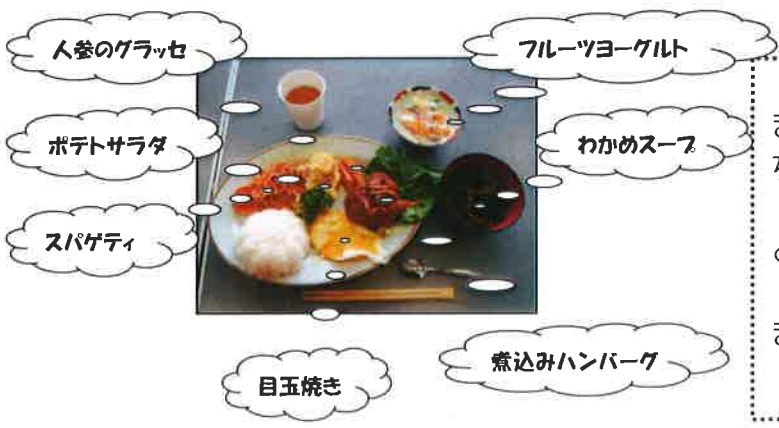 人参のグラッセ
フルーツヨーグルト
ポテトサラダ
わかめスープ
スパゲティ
煮込みハンバーグ
目玉焼き